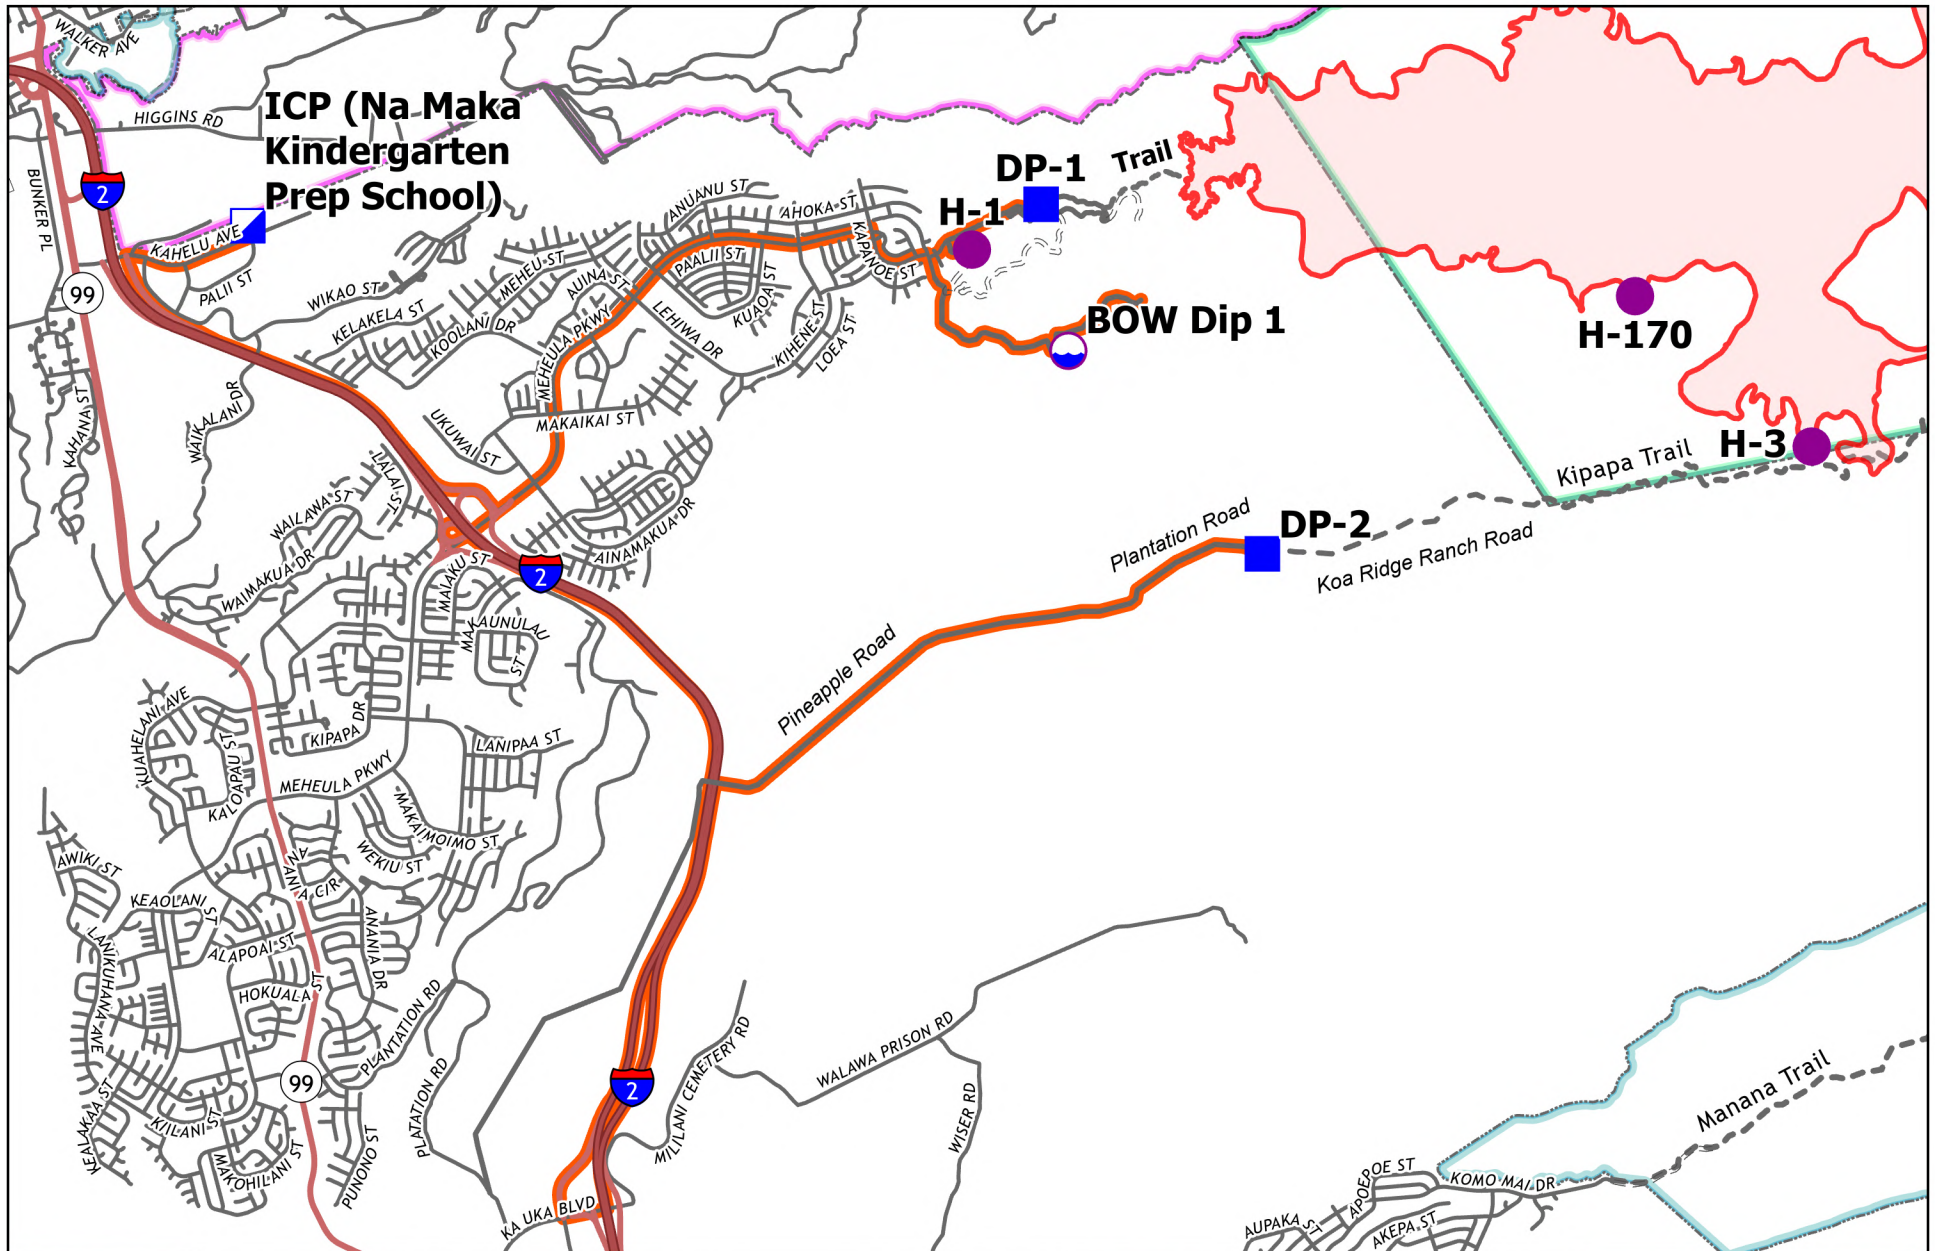 WALKER AVE
HIGGINS RD
ICP (Na Maka
Kindergarten
Prep School)
2
BUNKER PL
KAHELU AVE
PALII ST
99
WIKAO ST
KELAKELA ST
KOOLANI DR
MEHEU ST
AUINA ST
ANUANU ST
AHOKA ST
PAALII ST
KUAOA ST
KAPANOE ST
LEHIWA DR
KIHENE ST
LOEA ST
MEHEULA PKWY
MAKAIKAI ST
UKUWAI ST
H-1
DP-1
Trail
BOW Dip 1
H-170
H-3
Kipapa Trail
DP-2
Plantation Road
Koa Ridge Ranch Road
Pineapple Road
KAHANA ST
WAIKALANI DR
LALAI ST
WAILAWA ST
WAIMAKUA DR
AINAMAKUA DR
2
MAIAKU ST
MAKAUNULAU
ST
KUAHELANI AVE
KALOAPAU ST
KIPAPA DR
LANIPAA ST
MEHEULA PKWY
MAKAIMOIMO ST
WEKIU ST
AWIKI ST
KEAOLANI
ST
ANANIA CIR
ANANIA DR
ALAPOAI ST
HOKUALA ST
LANIKUHANA AVE
PLANTATION RD
99
PLATATION RD
KEALAKAA ST
KIILANI ST
MAKOHILANI ST
PUNONO ST
2
MILILANI CEMETERY RD
WALAWA PRISON RD
WISER RD
KA UKA BLVD
Manana Trail
APOEPOE ST
KOMO MAI DR
AUPAKA ST
AKEPA ST